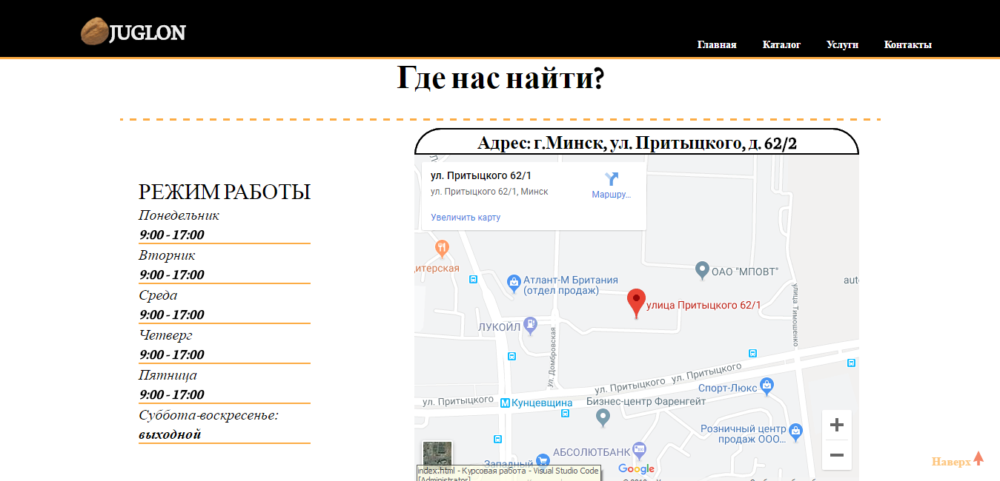 JUGLON
Главная Каталог Услуги Контакты
Где нас найти?
Адрес: г.Минск, ул. Притыцкого, д. 62/2
РЕЖИМ РАБОТЫ
Понедельник
9:00 - 17:00
Вторник
9:00 - 17:00
Среда
9:00 - 17:00
Четверг
9:00 - 17:00
Пятница
9:00 - 17:00
Суббота-воскресенье:
выходной
ул. Притыцкого 62/1
ул. Притыцкого 62/1, Минск
Маршру...
Увеличить карту
итерская
Атлант-М Британия
(отдел продаж)
ОАО "МПОВТ"
auto
улица Притыцкого 62/1
ЛУКОЙЛ
улица Тимошенко
ул. Домбровская
ул. Притыцкого
ул. Притыцкого
ул. Притыцкого
Спорт-Люкс
М Кунцевщина
Бизнес-центр Фаренгейт
Розничный центр
продаж ООО...
АБСОЛЮТБАНК
Западный
Google
index.html - Курсовая работа - Visual Studio Code
[Administrator]
Наверх